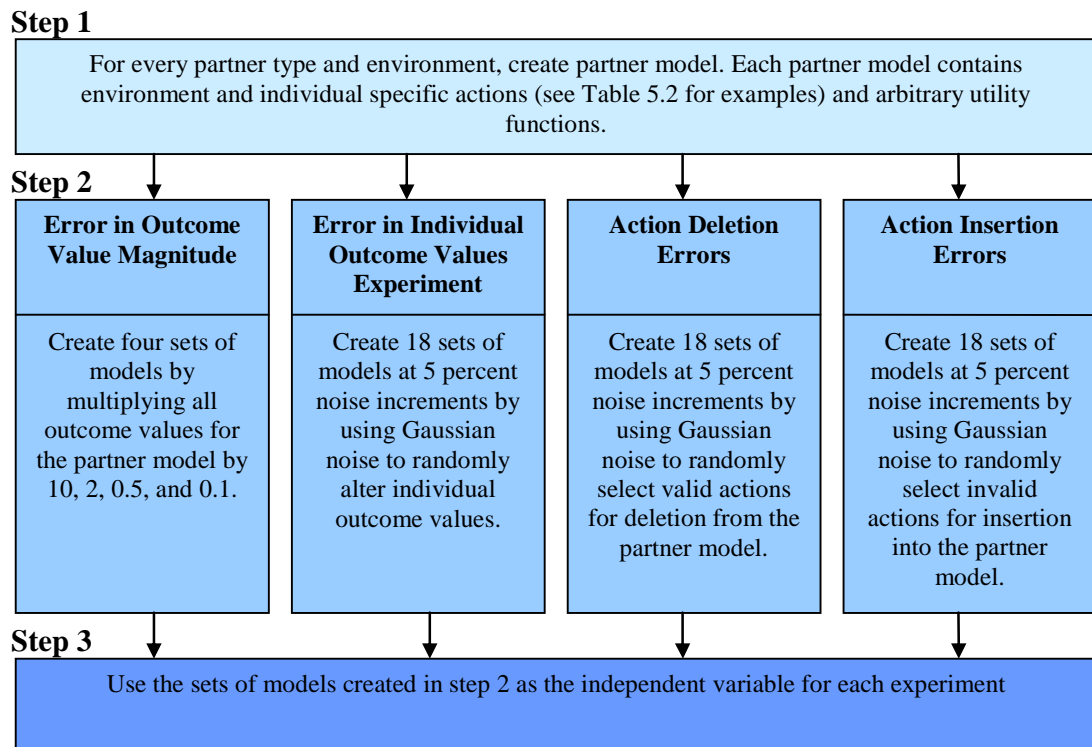 Step 1
For every partner type and environment, create partner model. Each partner model contains
environment and individual specific actions (see Table 5.2 for examples) and arbitrary utility
functions.
Step 2
Error in Outcome
Value Magnitude
Create four sets of
models by
multiplying all
outcome values for
the partner model by
10, 2, 0.5, and 0.1.
Error in Individual
Outcome Values
Experiment
Create 18 sets of
models at 5 percent
noise increments by
using Gaussian
noise to randomly
alter individual
outcome values.
Action Deletion
Errors
Create 18 sets of
models at 5 percent
noise increments by
using Gaussian
noise to randomly
select valid actions
for deletion from the
partner model.
Action Insertion
Errors
Create 18 sets of
models at 5 percent
noise increments by
using Gaussian
noise to randomly
select invalid
actions for insertion
into the partner
model.
Step 3
Use the sets of models created in step 2 as the independent variable for each experiment